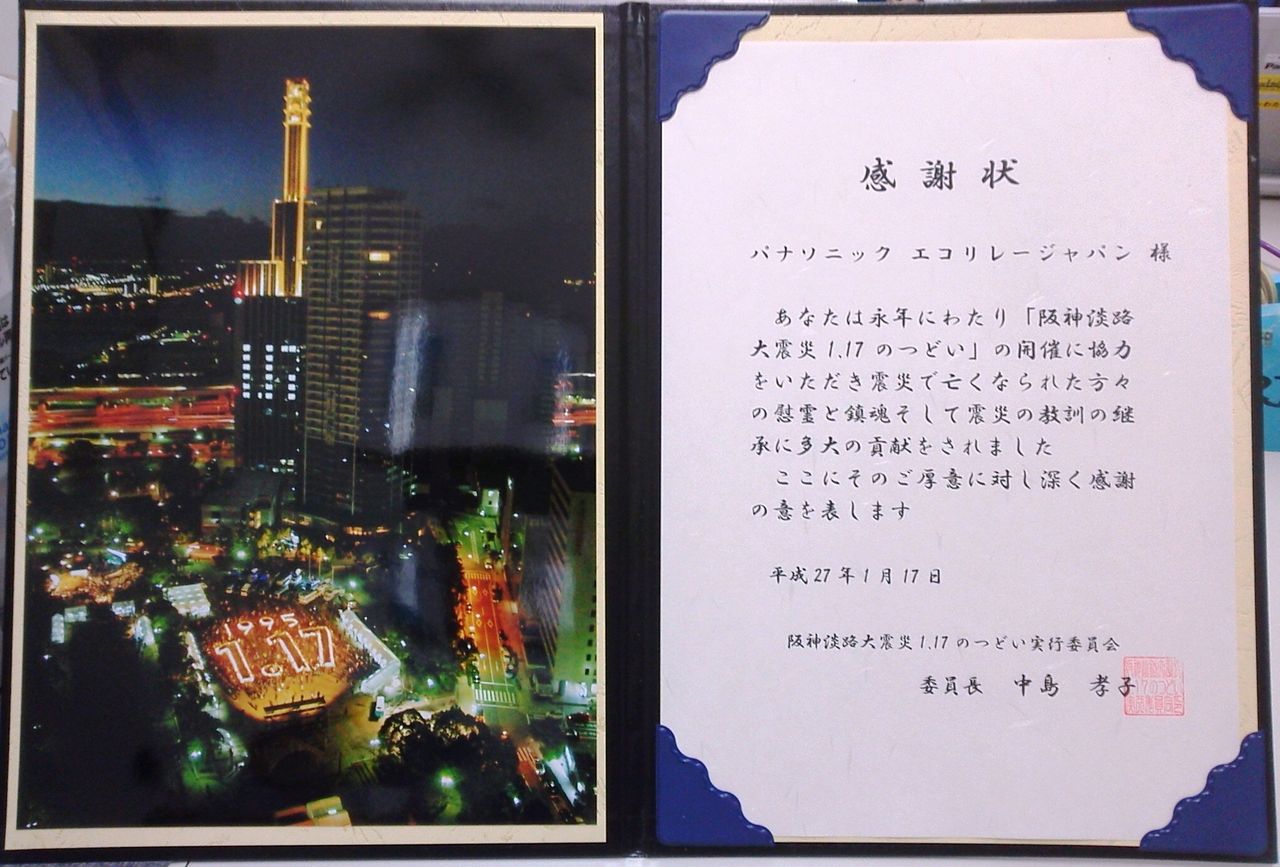 1995
1.17
感謝状
パナソニック エコリレージャパン 様
あなたは永年にわたり「阪神淡路
大震災1.17のつどい」の開催に協力
をいただき震災で亡くなられた方々
の慰霊と鎮魂そして震災の教訓の継
承に多大の貢献をされました
ここにそのご厚意に対し深く感謝
の意を表します
平成27年1月17日
阪神淡路大震災1.17のつどい実行委員会
委員長 中島 孝子